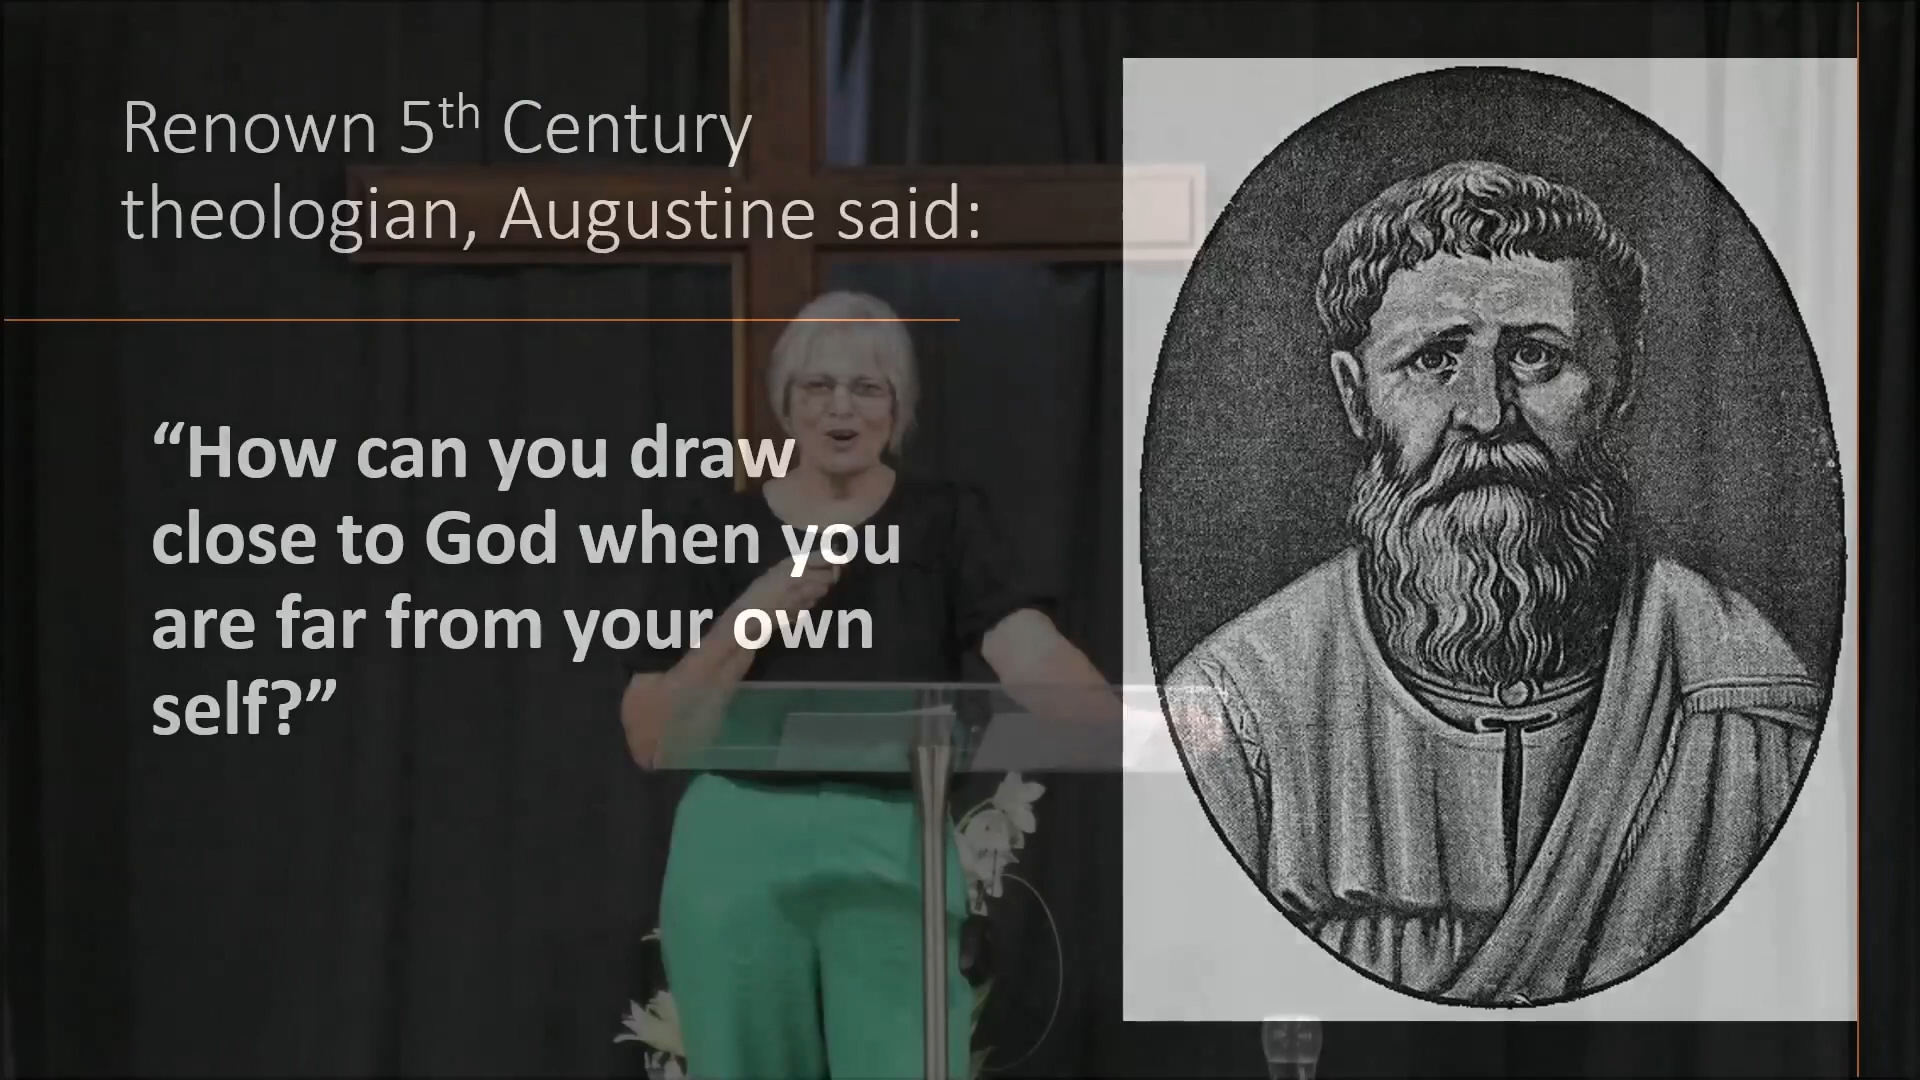 Renown 5th Century
theologian, Augustine said:
“How can you draw
close to God when you
are far from your own
self?”